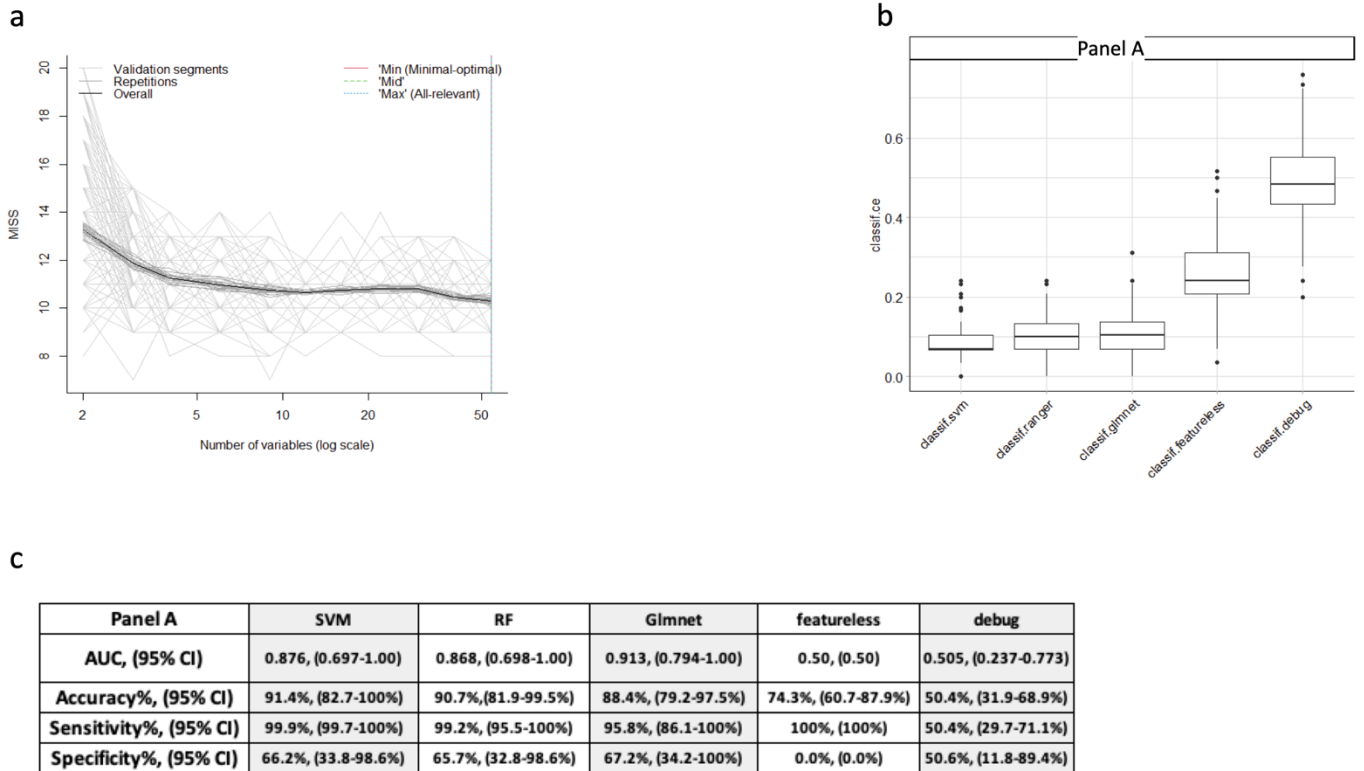 a
20
18
16
14
12
10
8
MISS
Validation segments
Repetitions
Overall
'Min (Minimal-optimal)
'Mid'
'Max' (All-relevant)
2 5 10 20 50
Number of variables (log scale)
b
Panel A
0.6
0.4
0.2
0.0
classif.ce
classif.svm
classif.ranger
classif.glmnet
classif.featureless
classif.debug
c
Panel A SVM RF Glmnet featureless debug
AUC, (95% CI) 0.876, (0.697-1.00) 0.868, (0.698-1.00) 0.913, (0.794-1.00) 0.50, (0.50) 0.505, (0.237-0.773)
Accuracy%, (95% CI) 91.4%, (82.7-100%) 90.7%,(81.9-99.5%) 88.4%, (79.2-97.5%) 74.3%, (60.7-87.9%) 50.4%, (31.9-68.9%)
Sensitivity%, (95% CI) 99.9%, (99.7-100%) 99.2%, (95.5-100%) 95.8%, (86.1-100%) 100%, (100%) 50.4%, (29.7-71.1%)
Specificity%, (95% CI) 66.2%, (33.8-98.6%) 65.7%, (32.8-98.6%) 67.2%, (34.2-100%) 0.0%, (0.0%) 50.6%, (11.8-89.4%)